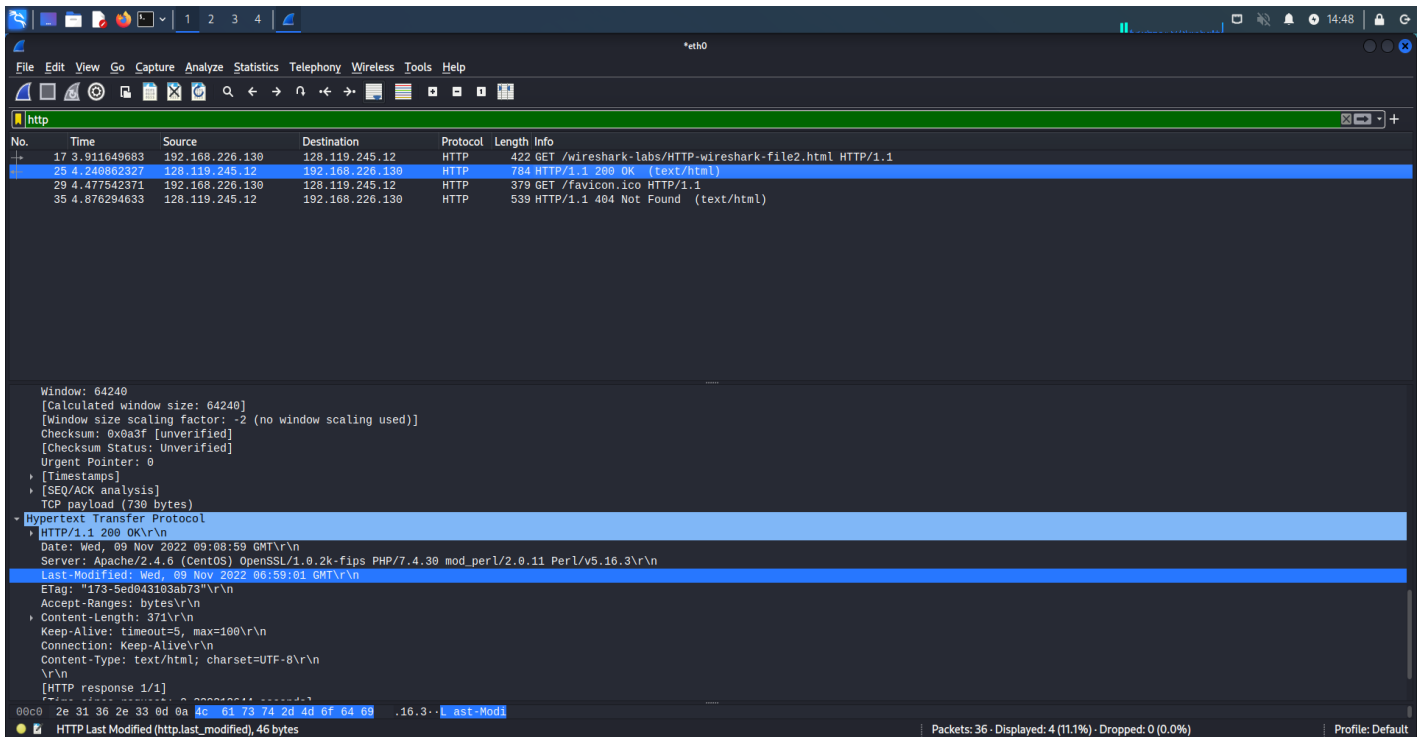 1 2 3 4
14:48
*eth0
File Edit View Go Capture Analyze Statistics Telephony Wireless Tools Help
http
No. Time Source Destination Protocol Length Info
17 3.911649683 192.168.226.130 128.119.245.12 HTTP 422 GET /wireshark-labs/HTTP-wireshark-file2.html HTTP/1.1
25 4.240862327 128.119.245.12 192.168.226.130 HTTP 784 HTTP/1.1 200 OK (text/html)
29 4.477542371 192.168.226.130 128.119.245.12 HTTP 379 GET /favicon.ico HTTP/1.1
35 4.876294633 128.119.245.12 192.168.226.130 HTTP 539 HTTP/1.1 404 Not Found (text/html)
Window: 64240
[Calculated window size: 64240]
[Window size scaling factor: -2 (no window scaling used)]
Checksum: 0x0a3f [unverified]
[Checksum Status: Unverified]
Urgent Pointer: 0
[Timestamps]
[SEQ/ACK analysis]
TCP payload (730 bytes)
Hypertext Transfer Protocol
HTTP/1.1 200 OK\r\n
Date: Wed, 09 Nov 2022 09:08:59 GMT\r\n
Server: Apache/2.4.6 (CentOS) OpenSSL/1.0.2k-fips PHP/7.4.30 mod_perl/2.0.11 Perl/v5.16.3\r\n
Last-Modified: Wed, 09 Nov 2022 06:59:01 GMT\r\n
ETag: "173-5ed043103ab73"\r\n
Accept-Ranges: bytes\r\n
Content-Length: 371\r\n
Keep-Alive: timeout=5, max=100\r\n
Connection: Keep-Alive\r\n
Content-Type: text/html; charset=UTF-8\r\n
\r\n
[HTTP response 1/1]
00c0 2e 31 36 2e 33 0d 0a 4c 61 73 74 2d 4d 6f 64 69 .16.3··L ast-Modi
HTTP Last Modified (http.last_modified), 46 bytes Packets: 36 · Displayed: 4 (11.1%) · Dropped: 0 (0.0%) Profile: Default